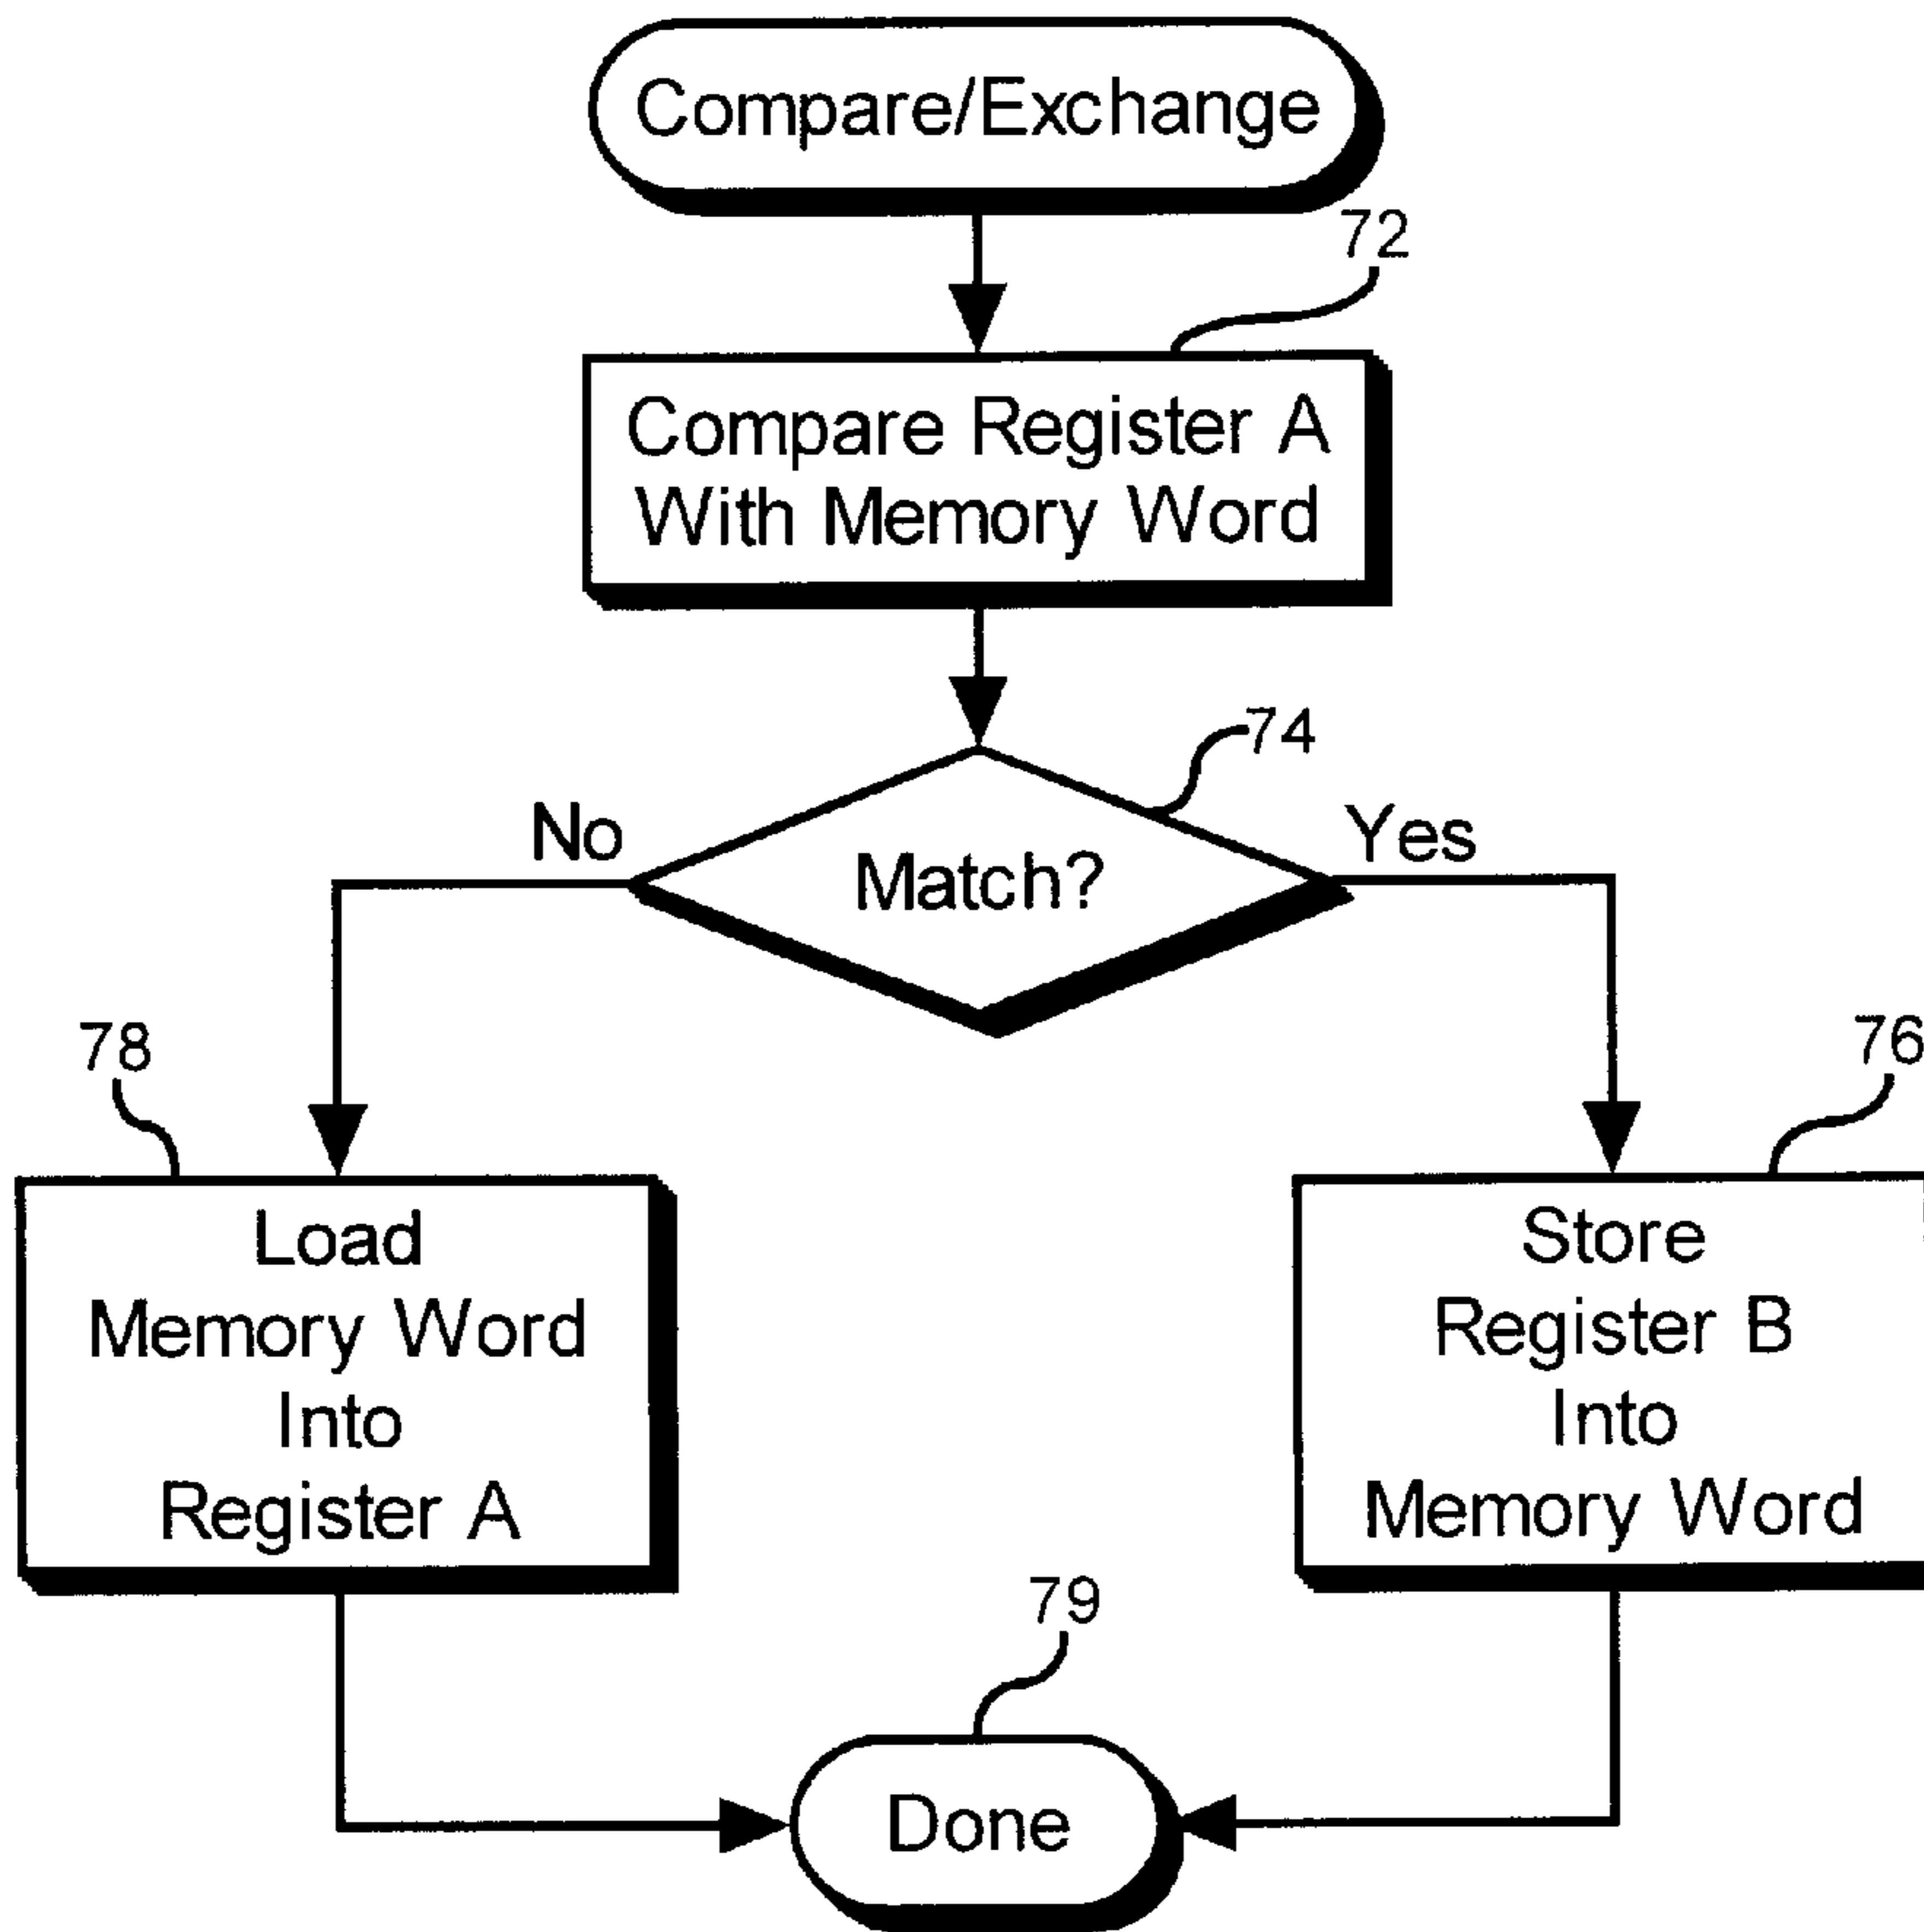 Compare/Exchange
72
Compare Register A
With Memory Word
74
No
Match?
Yes
78
76
Load
Memory Word
Into
Register A
Store
Register B
Into
Memory Word
79
Done